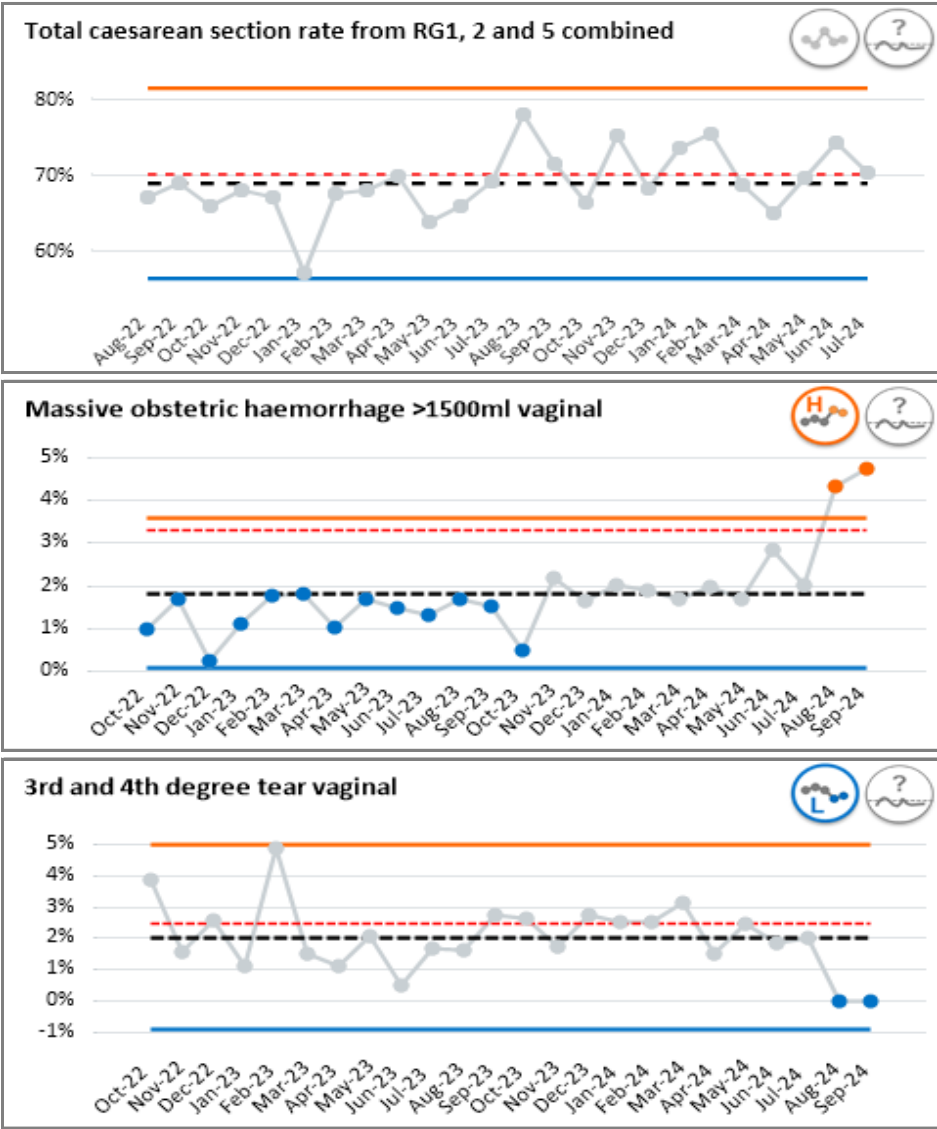 Total caesarean section rate from RG1, 2 and 5 combined
?
80%
70%
60%
Aug-22 Sep-22 Oct-22 Nov-22 Dec-22 Jan-23 Feb-23 Mar-23 Apr-23 May-23 Jun-23 Jul-23 Aug-23 Sep-23 Oct-23 Nov-23 Dec-23 Jan-24 Feb-24 Mar-24 Apr-24 May-24 Jun-24 Jul-24
Massive obstetric haemorrhage >1500ml vaginal
H
?
5%
4%
3%
2%
1%
0%
Oct-22 Nov-22 Dec-22 Jan-23 Feb-23 Mar-23 Apr-23 May-23 Jun-23 Jul-23 Aug-23 Sep-23 Oct-23 Nov-23 Dec-23 Jan-24 Feb-24 Mar-24 Apr-24 May-24 Jun-24 Jul-24 Aug-24 Sep-24
3rd and 4th degree tear vaginal
L
?
5%
4%
3%
2%
1%
0%
-1%
Oct-22 Nov-22 Dec-22 Jan-23 Feb-23 Mar-23 Apr-23 May-23 Jun-23 Jul-23 Aug-23 Sep-23 Oct-23 Nov-23 Dec-23 Jan-24 Feb-24 Mar-24 Apr-24 May-24 Jun-24 Jul-24 Aug-24 Sep-24